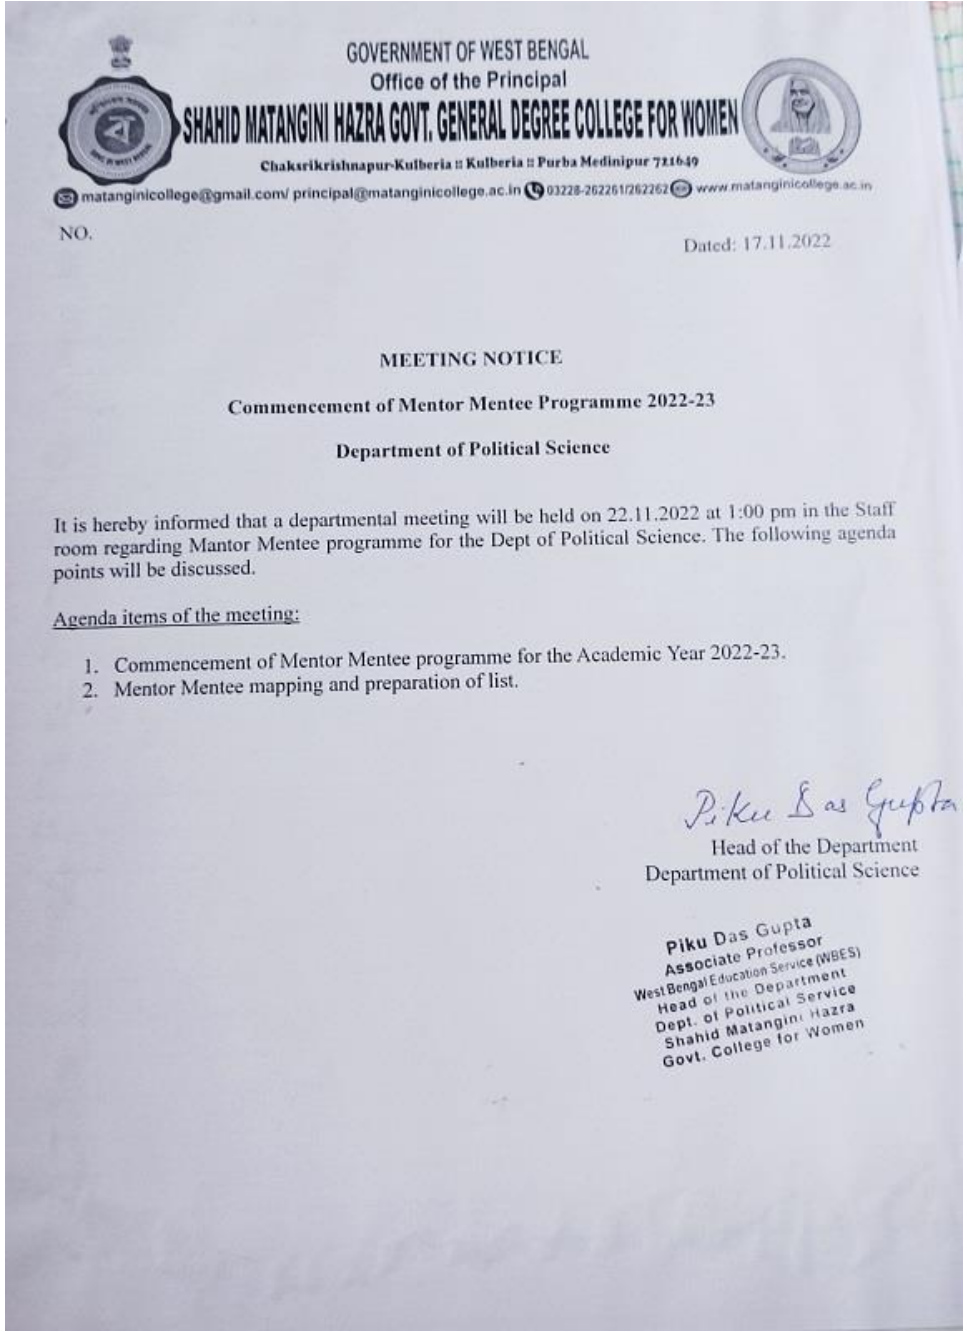 GOVERNMENT OF WEST BENGAL
Office of the Principal
SHAHID MATANGINI HAZRA GOVT. GENERAL DEGREE COLLEGE FOR WOMEN
Chaksrikrishnapur-Kulberia :: Kulberia :: Purba Medinipur 721649
matanginicollege@gmail.com/ principal@matanginicollege.ac.in 03228-262261/262262 www.matanginicollege.ac.in
NO.
Dated: 17.11.2022
MEETING NOTICE
Commencement of Mentor Mentee Programme 2022-23
Department of Political Science
It is hereby informed that a departmental meeting will be held on 22.11.2022 at 1:00 pm in the Staff
room regarding Mantor Mentee programme for the Dept of Political Science. The following agenda
points will be discussed.
Agenda items of the meeting:
1. Commencement of Mentor Mentee programme for the Academic Year 2022-23.
2. Mentor Mentee mapping and preparation of list.
Piku Das Gupta
Head of the Department
Department of Political Science
Piku Das Gupta
Associate Professor
West Bengal Education Service (WBES)
Head of the Department
Dept. of Political Service
Shahid Matangini Hazra
Govt. College for Women